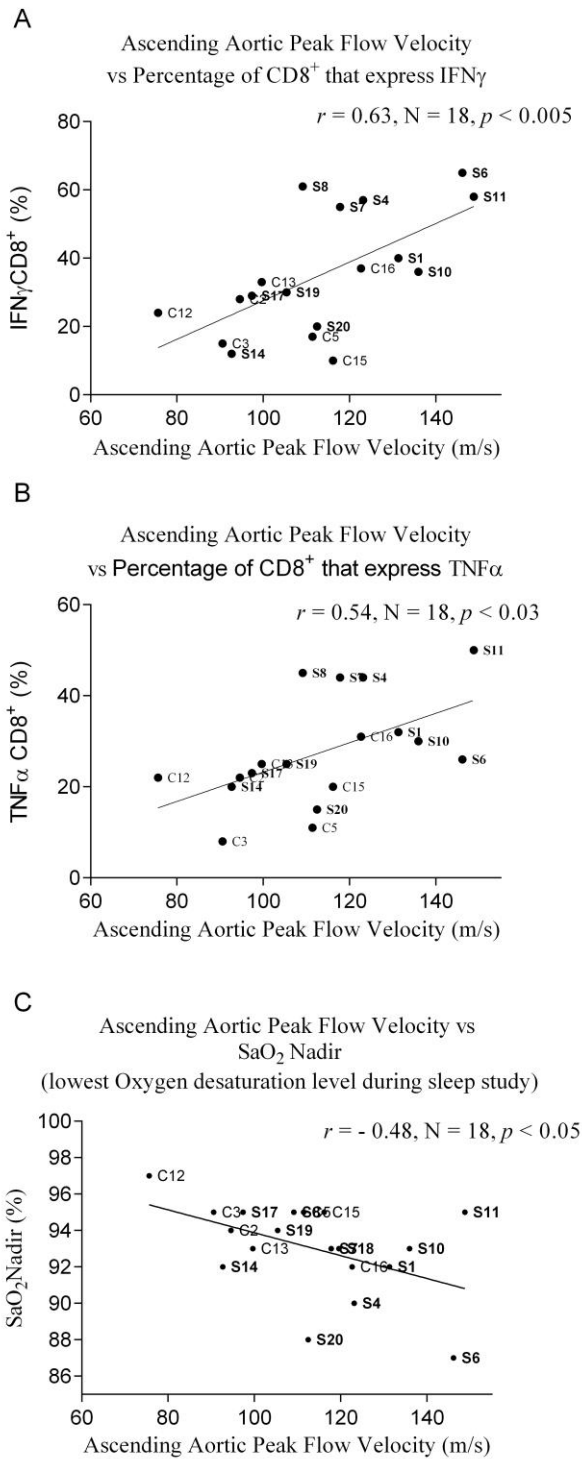 A
Ascending Aortic Peak Flow Velocity
vs Percentage of CD8⁺ that express IFNγ
r = 0.63, N = 18, p < 0.005
80
60
40
20
0
IFNγCD8⁺ (%)
S6
S8
S11
S4
S7
S1
C16
S10
C13
S19
S17
C2
C12
S20
C5
C3
S14
C15
60 80 100 120 140
Ascending Aortic Peak Flow Velocity (m/s)
B
Ascending Aortic Peak Flow Velocity
vs Percentage of CD8⁺ that express TNFα
r = 0.54, N = 18, p < 0.03
60
40
20
0
TNFα CD8⁺ (%)
S11
S8
S4
S1
C16
S10
S6
S19
S17
C12
S14
C15
S20
C5
C3
60 80 100 120 140
Ascending Aortic Peak Flow Velocity (m/s)
C
Ascending Aortic Peak Flow Velocity vs
SaO₂ Nadir
(lowest Oxygen desaturation level during sleep study)
r = - 0.48, N = 18, p < 0.05
100
98
96
94
92
90
88
86
SaO₂Nadir (%)
C12
C3
S17
C15
S11
C2
S19
C13
S18
S10
S14
C16
S1
S4
S20
S6
60 80 100 120 140
Ascending Aortic Peak Flow Velocity (m/s)